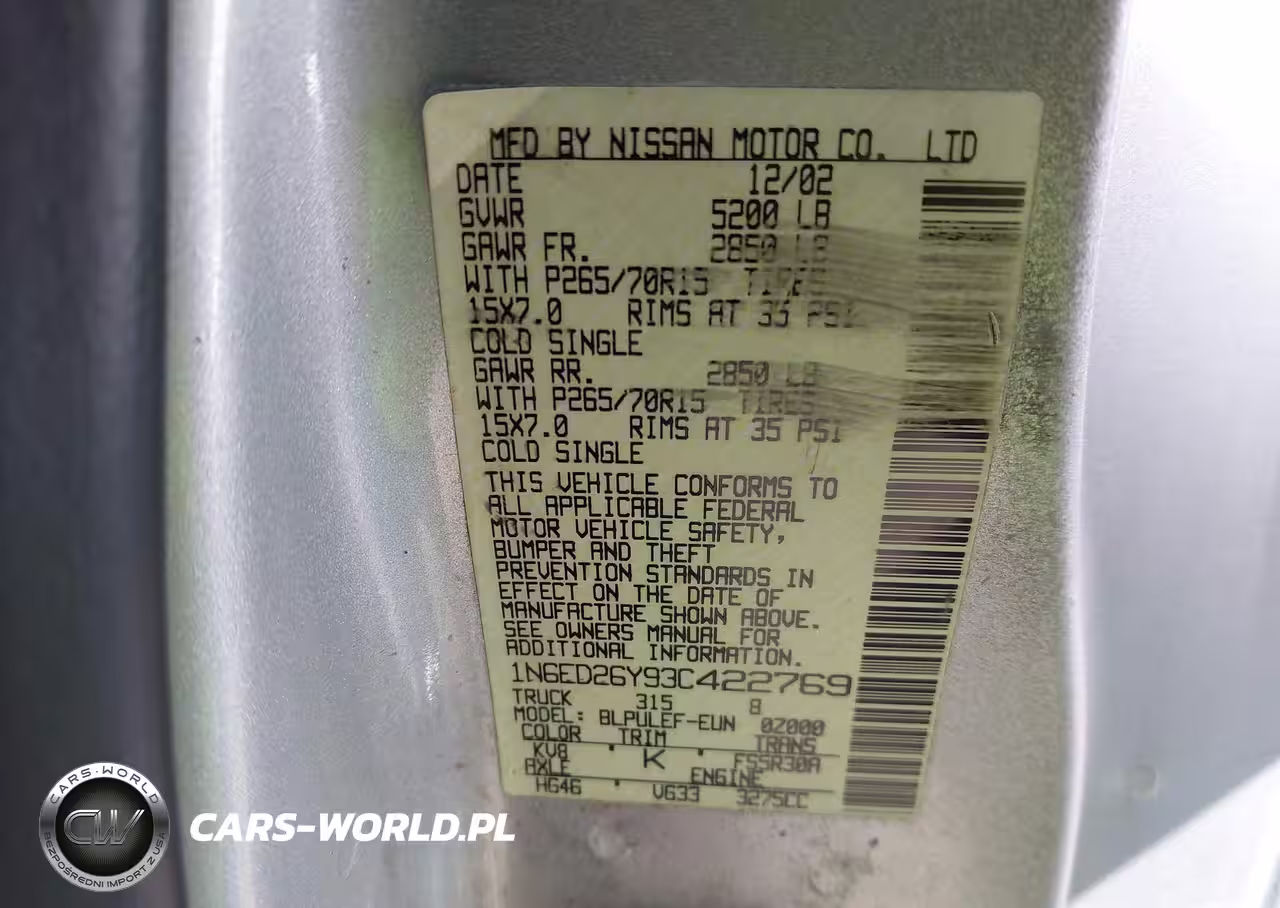 MFD BY NISSAN MOTOR CO. LTD
DATE 12/02
GVWR 5200 LB
GAWR FR. 2850 LB
WITH P265/70R15 TIRES
15X7.0 RIMS AT 35 PSI
COLD SINGLE
GAWR RR. 2850 LB
WITH P265/70R15 TIRES
15X7.0 RIMS AT 35 PSI
COLD SINGLE
THIS VEHICLE CONFORMS TO
ALL APPLICABLE FEDERAL
MOTOR VEHICLE SAFETY,
BUMPER AND THEFT
PREVENTION STANDARDS IN
EFFECT ON THE DATE OF
MANUFACTURE SHOWN ABOVE.
SEE OWNERS MANUAL FOR
ADDITIONAL INFORMATION.
1N6ED26Y93C422769
TRUCK 315 8
MODEL: BLPULEF-EUN 0Z000
COLOR TRIM TRANS
KV8 K FS5R30A
AXLE ENGINE
HG46 VG33 3275CC
CARS-WORLD
CW
BEZPOŚREDNI IMPORT Z USA
CARS-WORLD.PL